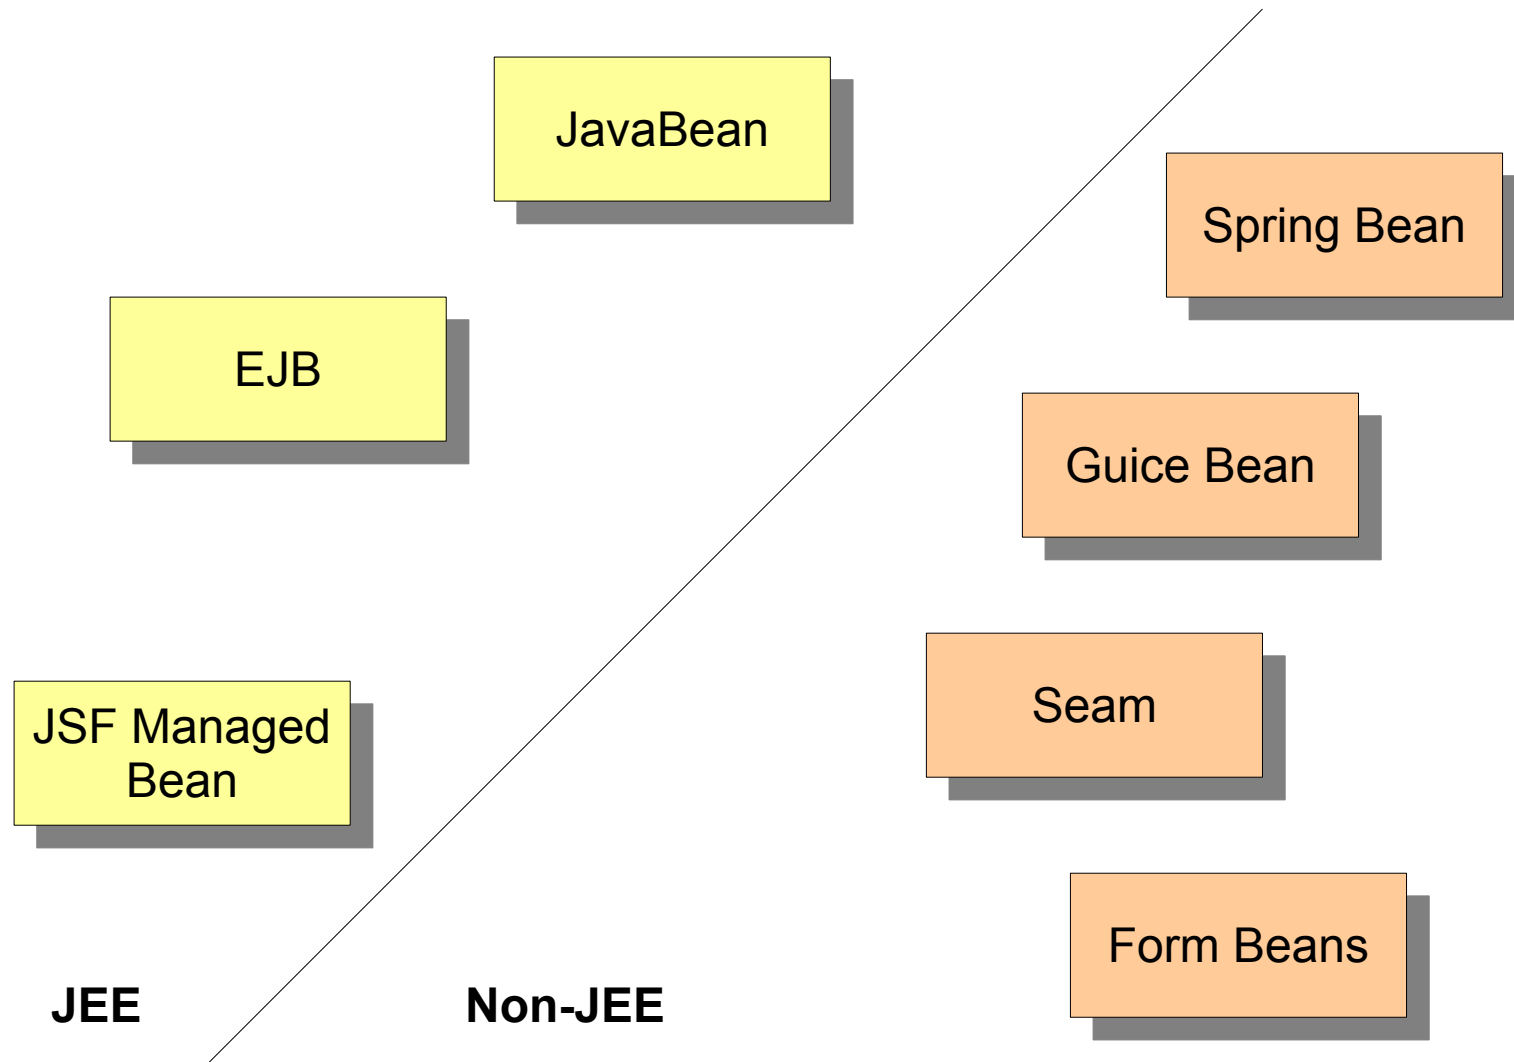 JavaBean
Spring Bean
EJB
Guice Bean
JSF Managed
Bean
Seam
Form Beans
JEE
Non-JEE